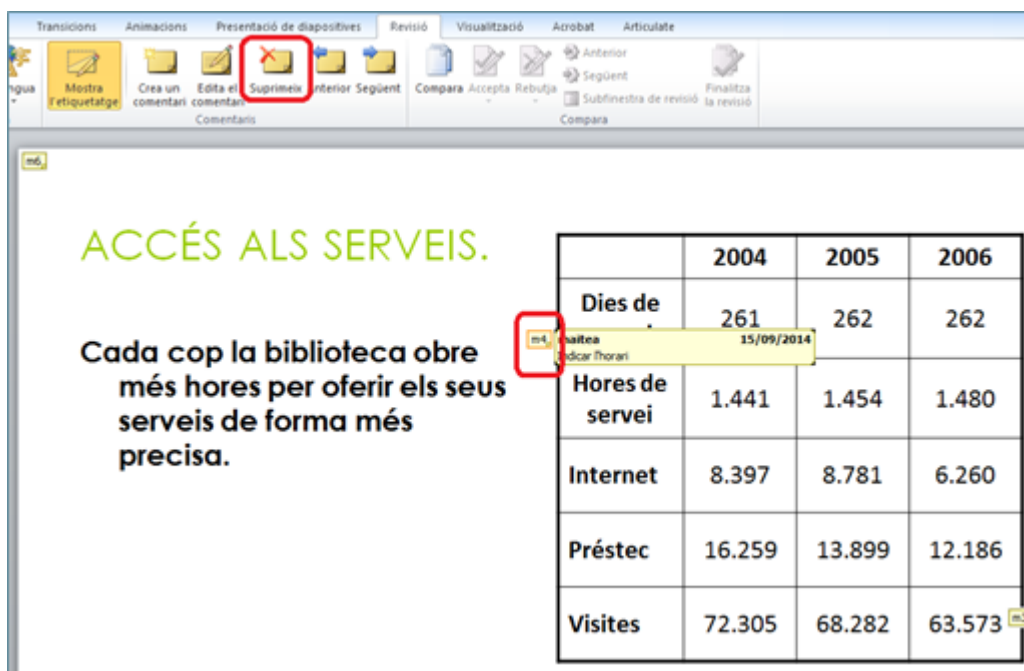 Transicions Animacions Presentació de diapositives Revisió Visualització Acrobat Articulate
Mostra l'etiquetatge
Crea un comentari
Edita el comentari
Suprimeix
Següent
Compara
Accepta
Rebutja
Anterior
Següent
Subfinestra de revisió
Finalitza la revisió
Comentaris
Compara
m6
ACCÉS ALS SERVEIS.
Cada cop la biblioteca obre
més hores per oferir els seus
serveis de forma més
precisa.
2004 2005 2006
Dies de
261 262 262
m4
maitea 15/09/2014
Indicar l'horari
Hores de
servei
1.441 1.454 1.480
Internet 8.397 8.781 6.260
Préstec 16.259 13.899 12.186
Visites 72.305 68.282 63.573